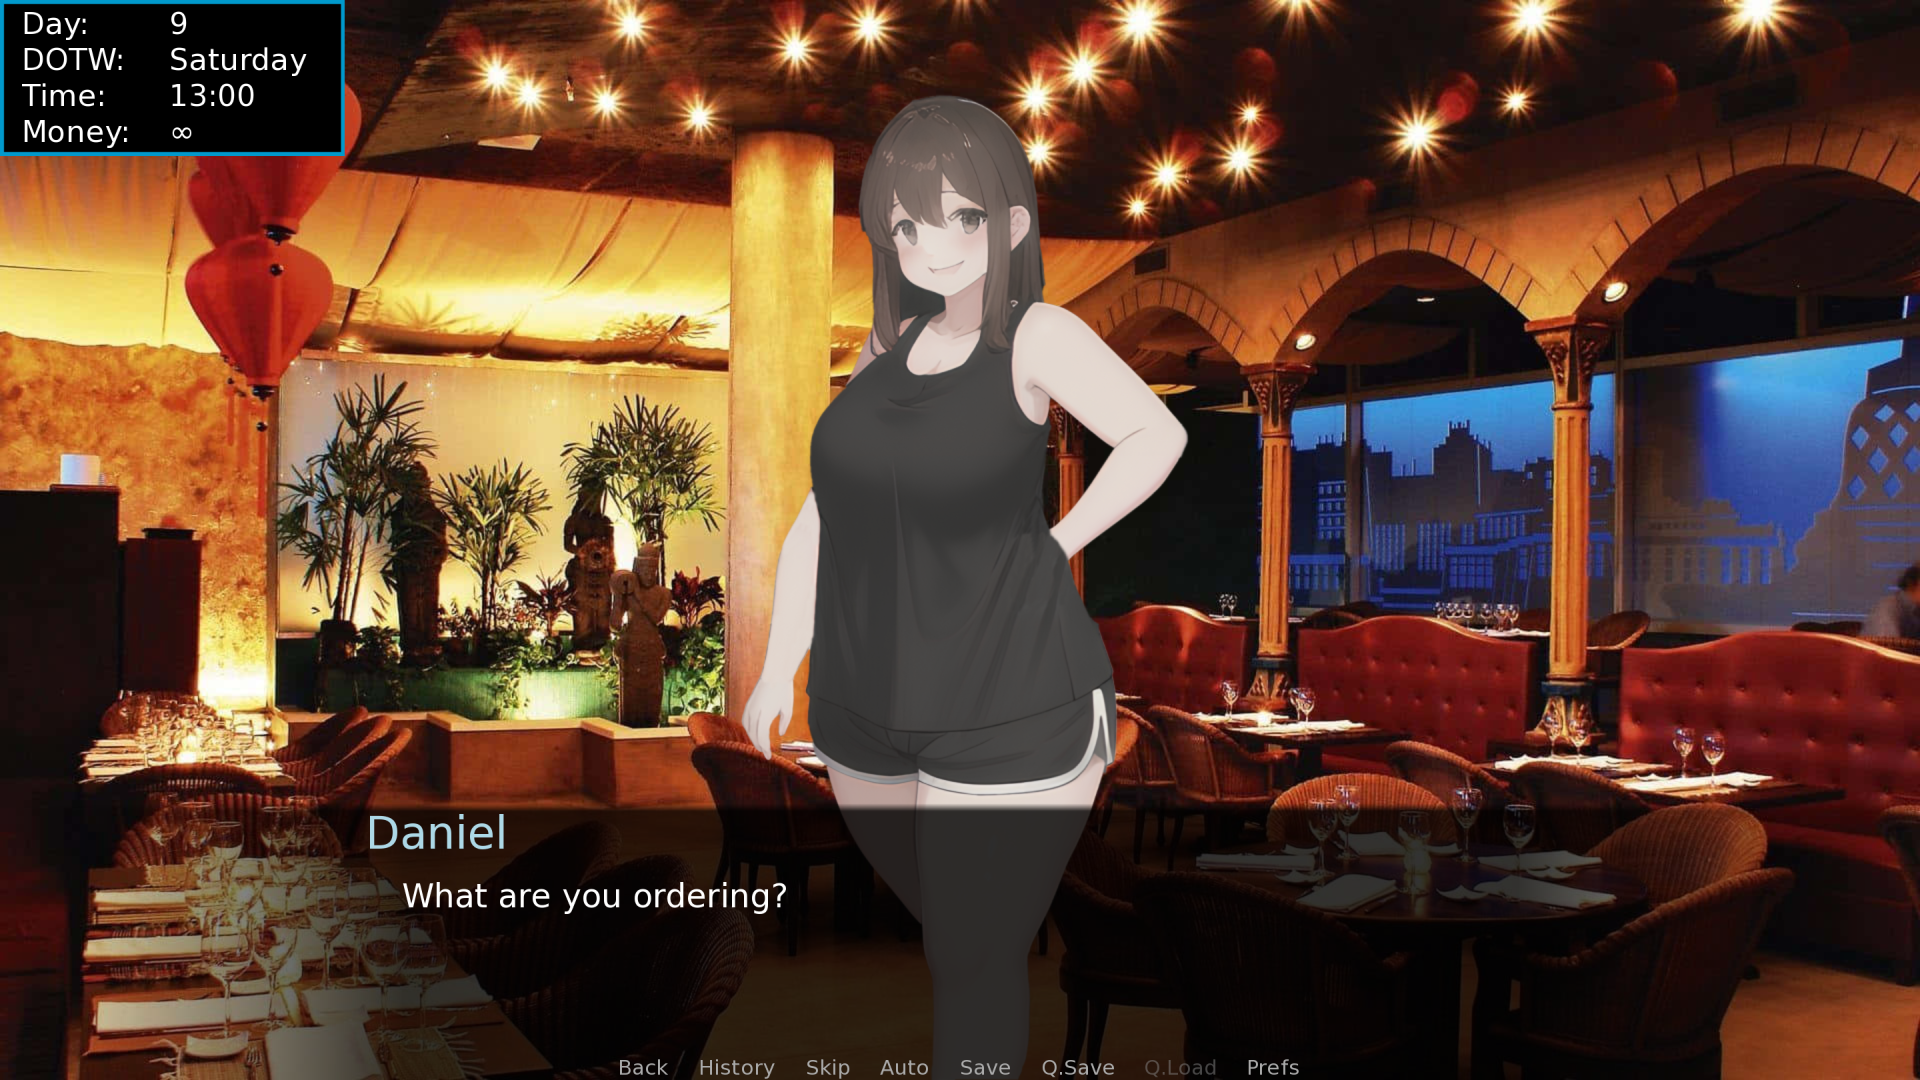 Day: 9
DOTW: Saturday
Time: 13:00
Money: ∞
Daniel
What are you ordering?
Back History Skip Auto Save Q.Save Q.Load Prefs